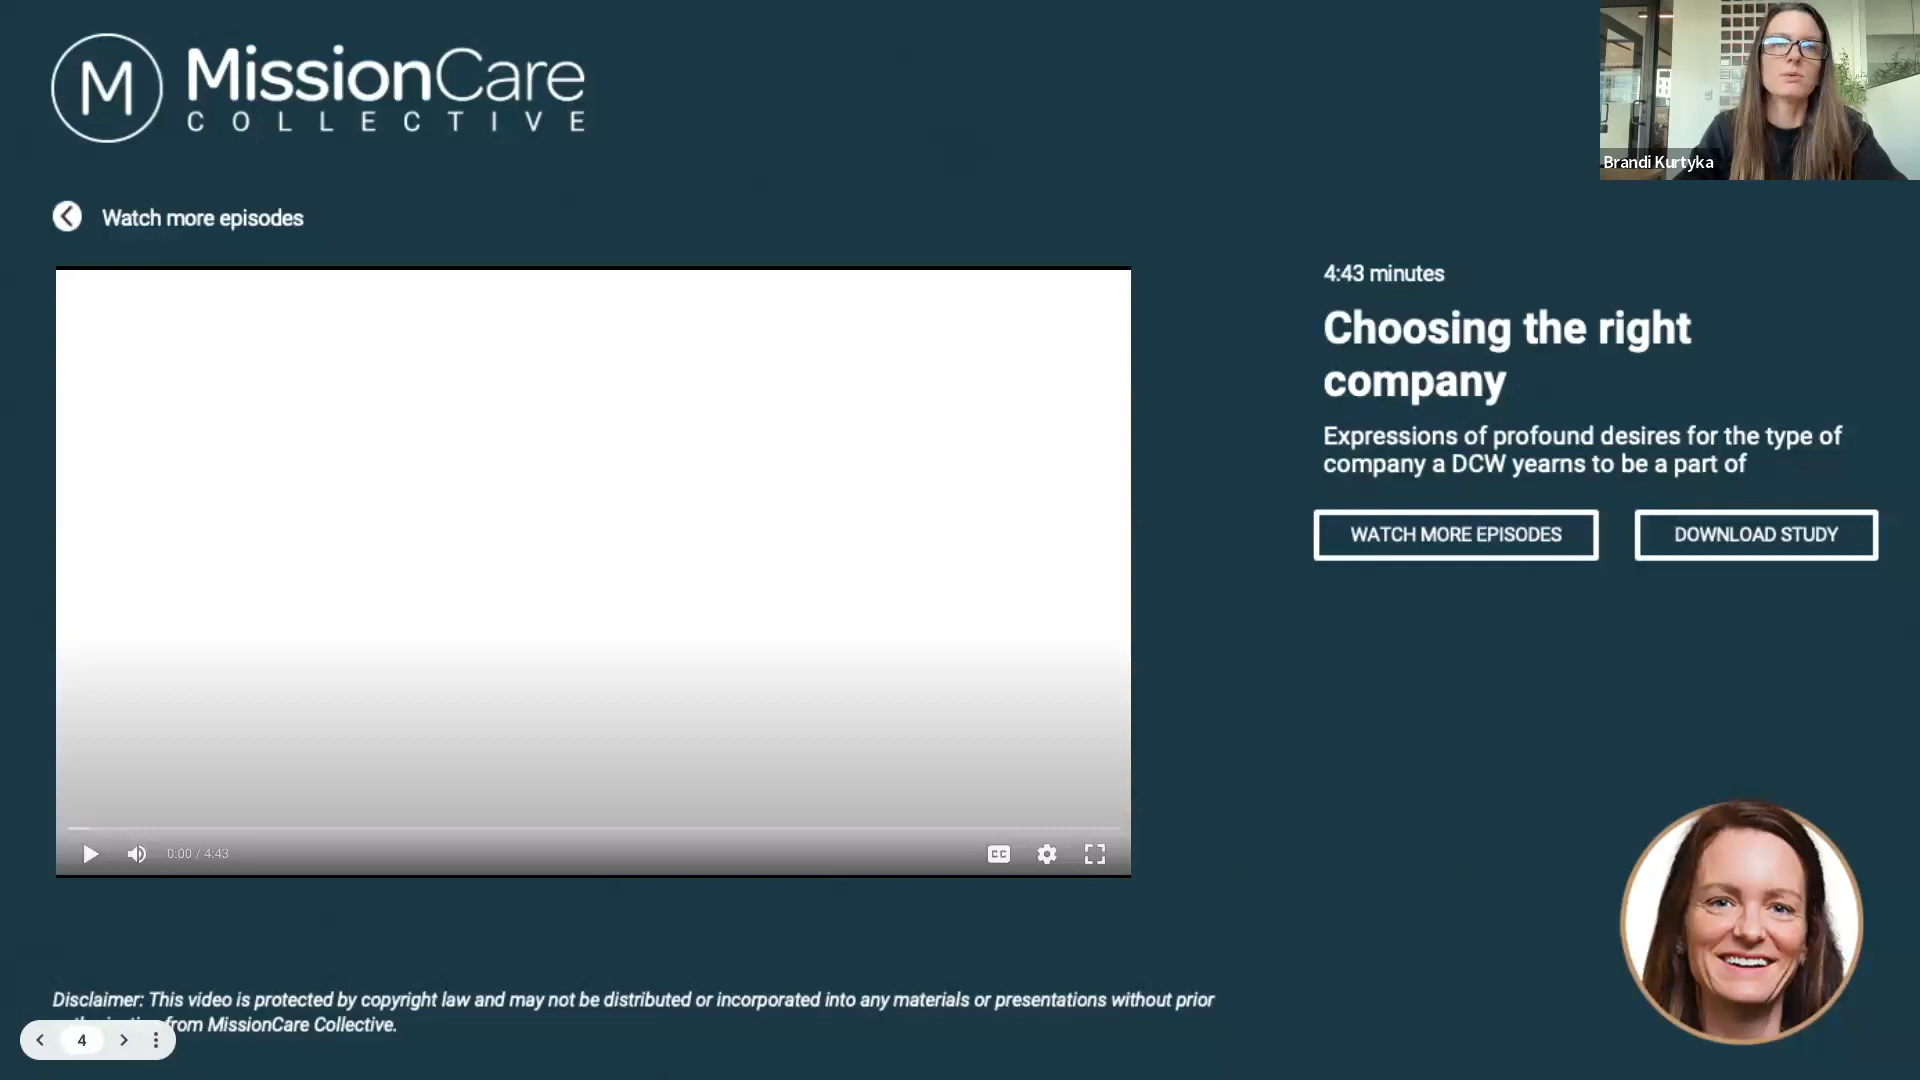 M
MissionCare
COLLECTIVE
Brandi Kurtyka
Watch more episodes
4:43 minutes
Choosing the right
company
Expressions of profound desires for the type of
company a DCW yearns to be a part of
WATCH MORE EPISODES
DOWNLOAD STUDY
0:00 / 4:43
CC
Disclaimer: This video is protected by copyright law and may not be distributed or incorporated into any materials or presentations without prior
from MissionCare Collective.
4